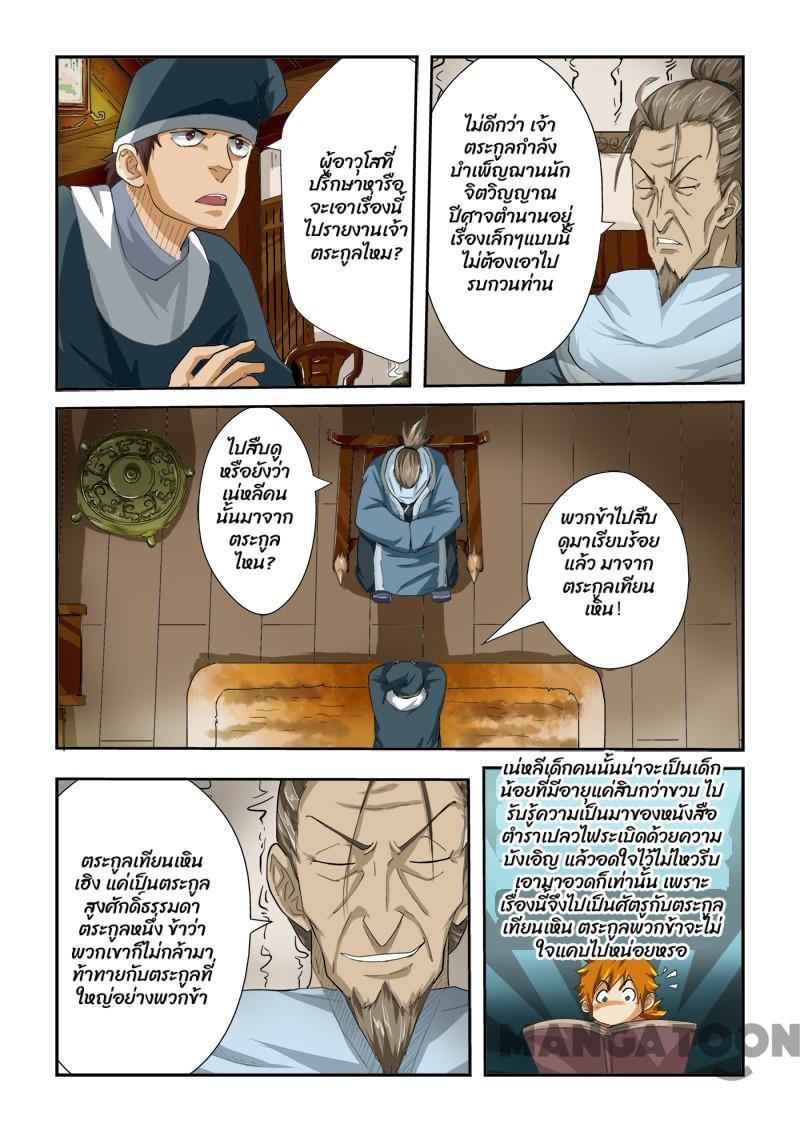 ผู้อาวุโสที่
ปรึกษาหารือ
จะเอาเรื่องนี้
ไปรายงานเจ้า
ตระกูลไหม?
ไม่ดีกว่า เจ้า
ตระกูลกำลัง
บำเพ็ญฌานนัก
จิตวิญญาณ
ปีศาจตำนานอยู่
เรื่องเล็กๆแบบนี้
ไม่ต้องเอาไป
รบกวนท่าน
ไปสืบดู
หรือยังว่า
เน่หลีคน
นั้นมาจาก
ตระกูล
ไหน?
พวกข้าไปสืบ
ดูมาเรียบร้อย
แล้ว มาจาก
ตระกูลเทียน
เหิน!
ตระกูลเทียนเหิน
เฮิง แค่เป็นตระกูล
สูงศักดิ์ธรรมดา
ตระกูลหนึ่ง ข้าว่า
พวกเขาก็ไม่กล้ามา
ท้าทายกับตระกูลที่
ใหญ่อย่างพวกข้า
เน่หลีเด็กคนนั้นน่าจะเป็นเด็ก
น้อยที่มีอายุแค่สิบกว่าขวบ ไป
รับรู้ความเป็นมาของหนังสือ
ตำราเปลวไฟระเบิดด้วยความ
บังเอิญ แล้วอดใจไว้ไม่ไหวรีบ
เอามาอวดก็เท่านั้น เพราะ
เรื่องนี้จึงไปเป็นศัตรูกับตระกูล
เทียนเหิน ตระกูลพวกข้าจะไม่
ใจแคบไปหน่อยหรอ
MANGATOON